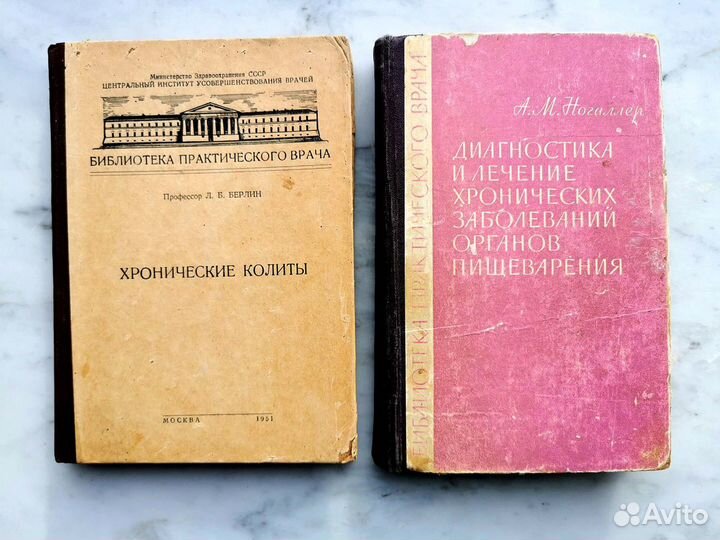 Министерство Здравоохранения СССР
ЦЕНТРАЛЬНЫЙ ИНСТИТУТ УСОВЕРШЕНСТВОВАНИЯ ВРАЧЕЙ
БИБЛИОТЕКА ПРАКТИЧЕСКОГО ВРАЧА
Профессор Л. Б. БЕРЛИН
ХРОНИЧЕСКИЕ КОЛИТЫ
МОСКВА 1951
БИБЛИОТЕКА ПРАКТИЧЕСКОГО ВРАЧА
А.М. Ногаллер
ДИАГНОСТИКА
И ЛЕЧЕНИЕ
ХРОНИЧЕСКИХ
ЗАБОЛЕВАНИЙ
ОРГАНОВ
ПИЩЕВАРЕНИЯ
Avito